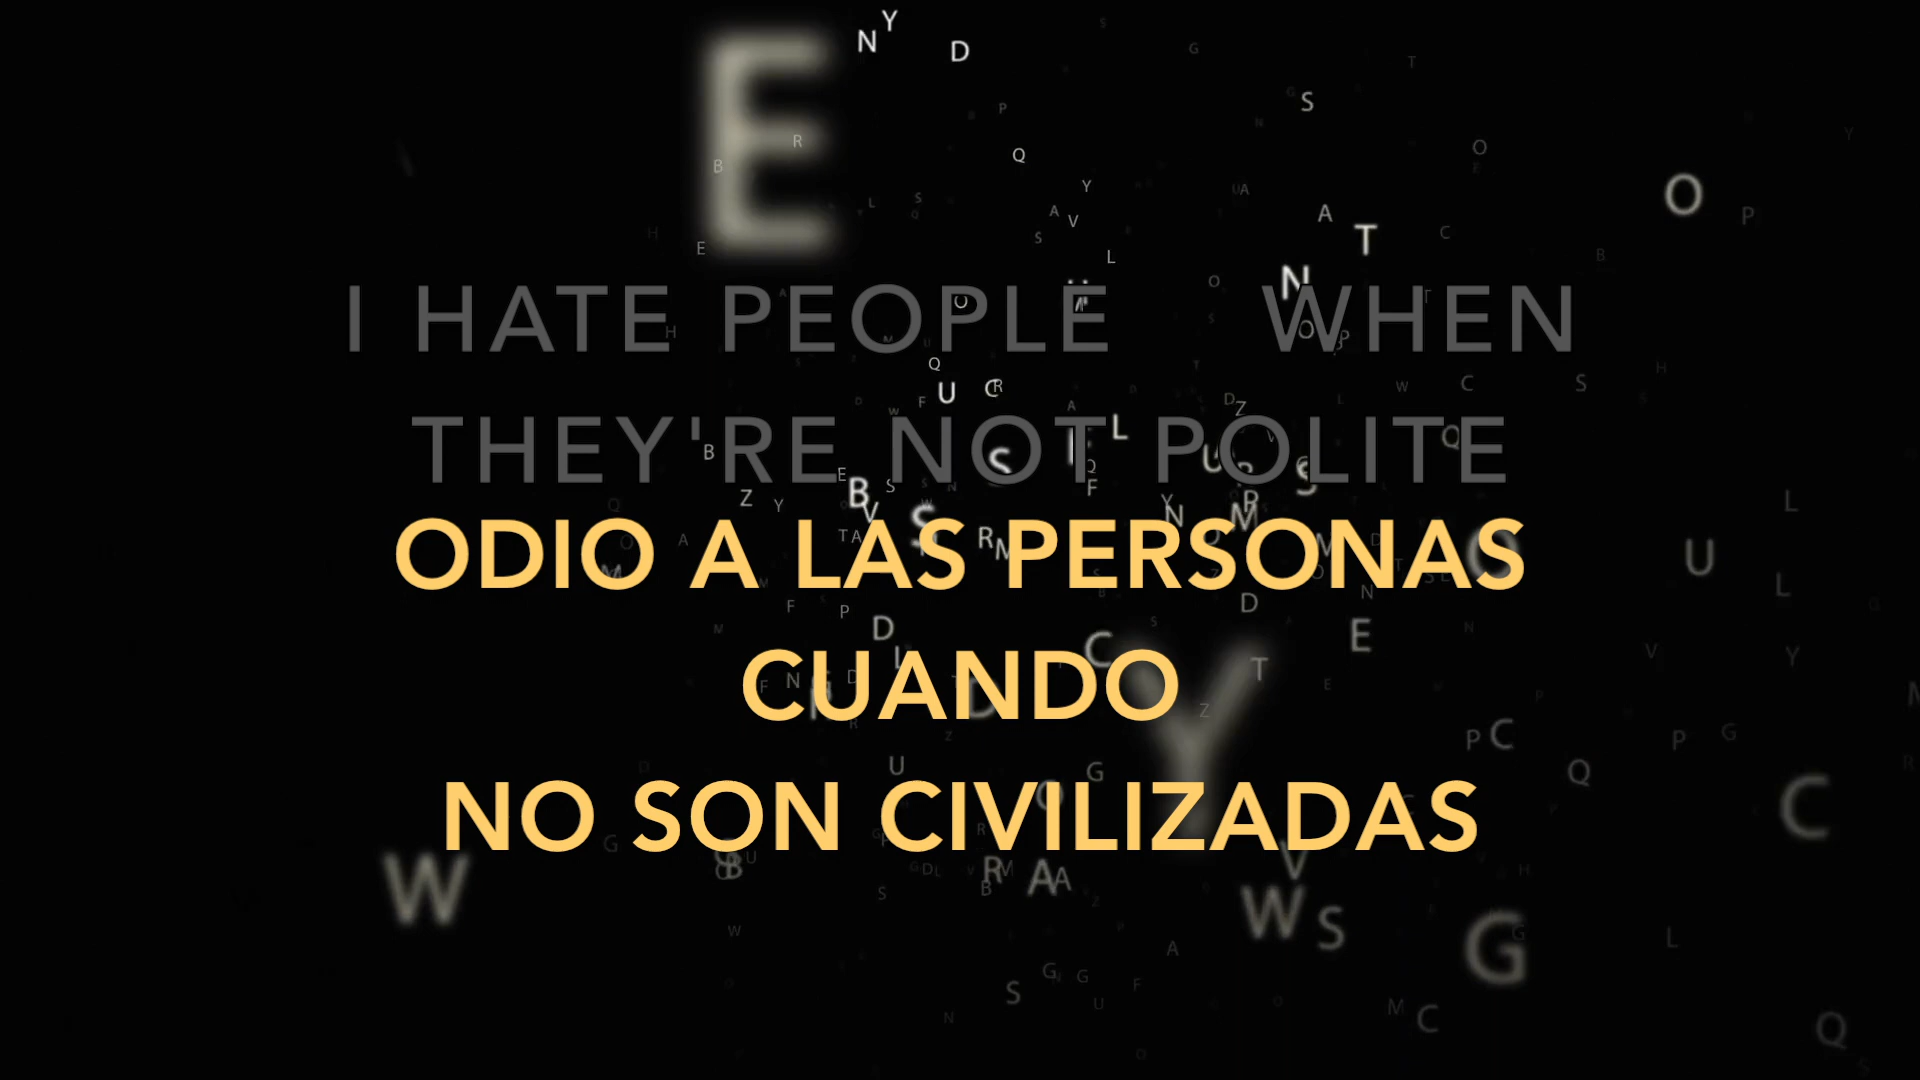 I HATE PEOPLE WHEN
THEY'RE NOT POLITE
ODIO A LAS PERSONAS
CUANDO
NO SON CIVILIZADAS